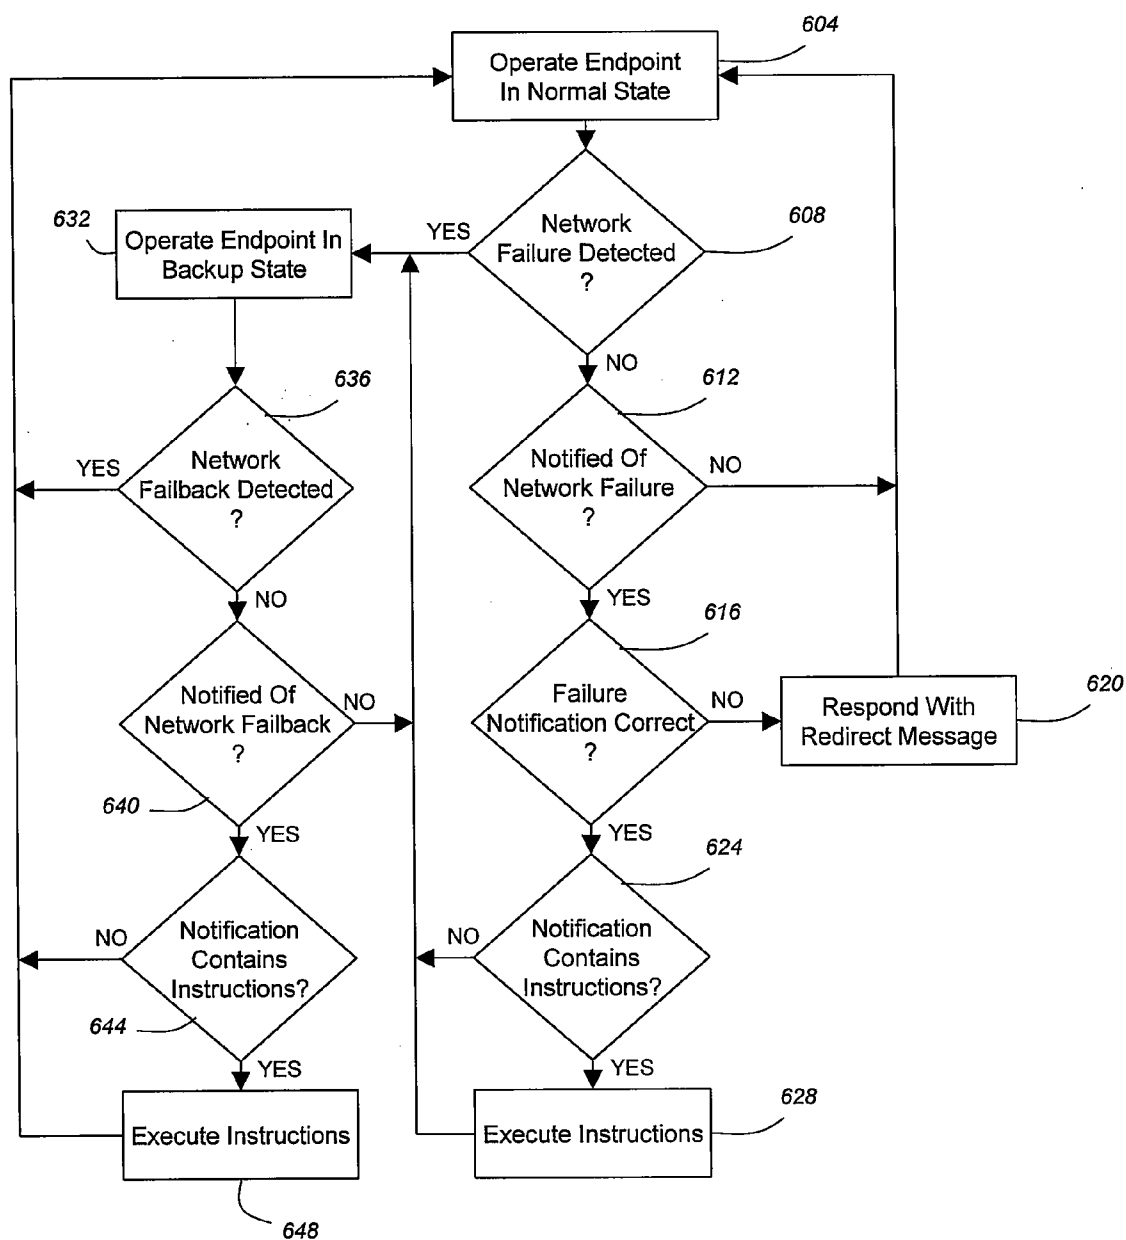 604
Operate Endpoint
In Normal State
608
Network
Failure Detected
?
YES
NO
632
Operate Endpoint In
Backup State
636
Network
Failback Detected
?
YES
NO
612
Notified Of
Network Failure
?
NO
YES
616
Failure
Notification Correct
?
NO
YES
620
Respond With
Redirect Message
Notified Of
Network Failback
?
NO
640
YES
624
Notification
Contains
Instructions?
NO
YES
Notification
Contains
Instructions?
NO
644
YES
Execute Instructions
648
Execute Instructions
628